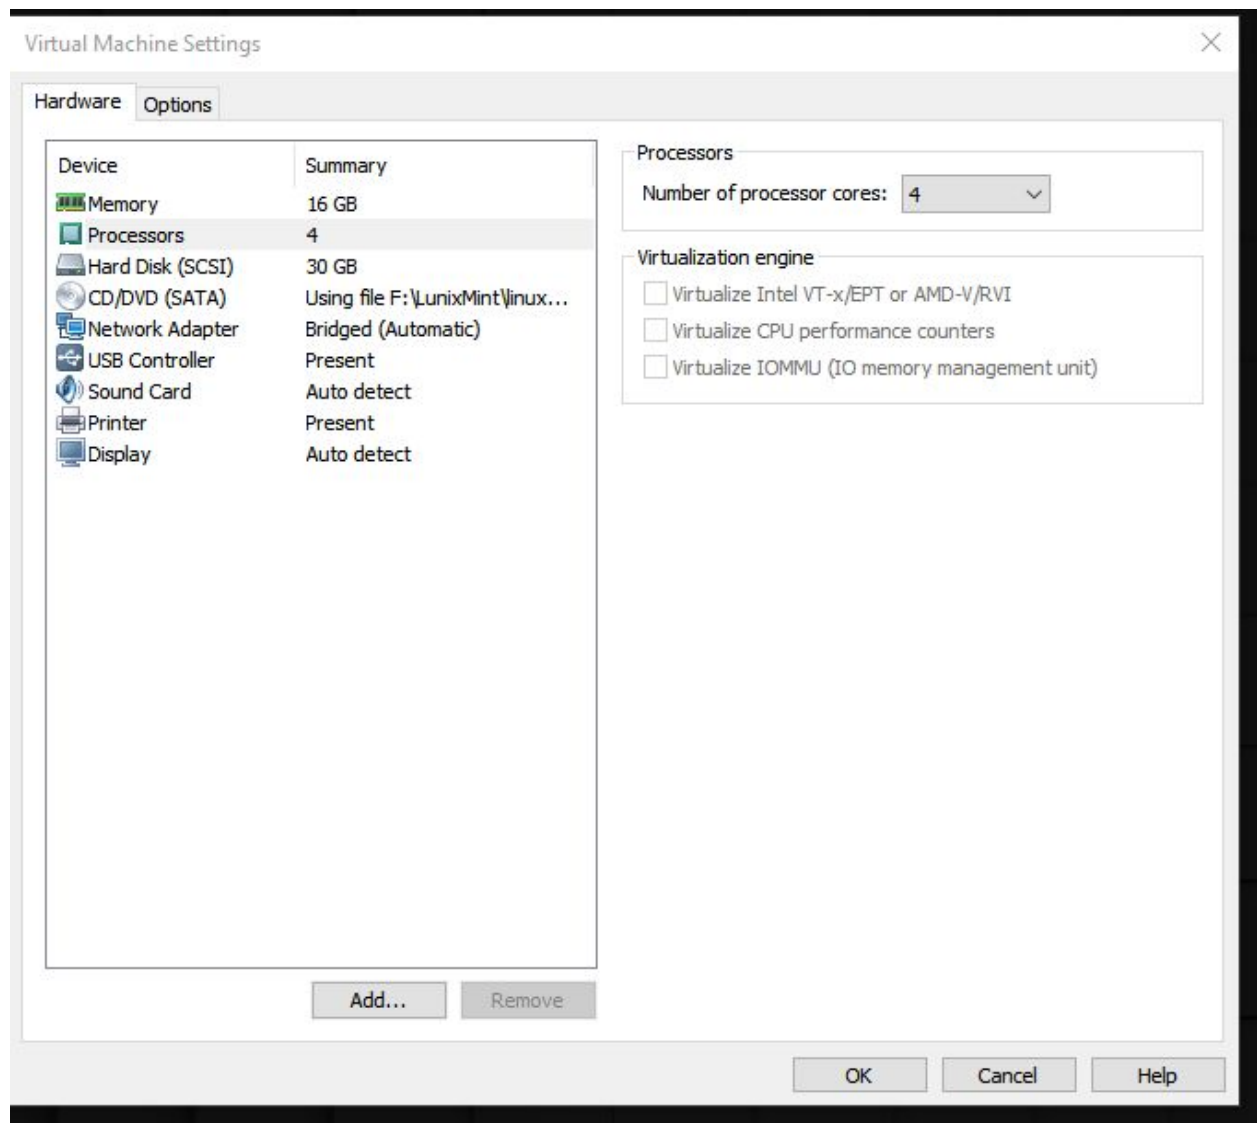 Virtual Machine Settings
Hardware Options
Device Summary
Memory 16 GB
Processors 4
Hard Disk (SCSI) 30 GB
CD/DVD (SATA) Using file F:\LunixMint\linux...
Network Adapter Bridged (Automatic)
USB Controller Present
Sound Card Auto detect
Printer Present
Display Auto detect
Add... Remove
Processors
Number of processor cores: 4
Virtualization engine
Virtualize Intel VT-x/EPT or AMD-V/RVI
Virtualize CPU performance counters
Virtualize IOMMU (IO memory management unit)
OK Cancel Help